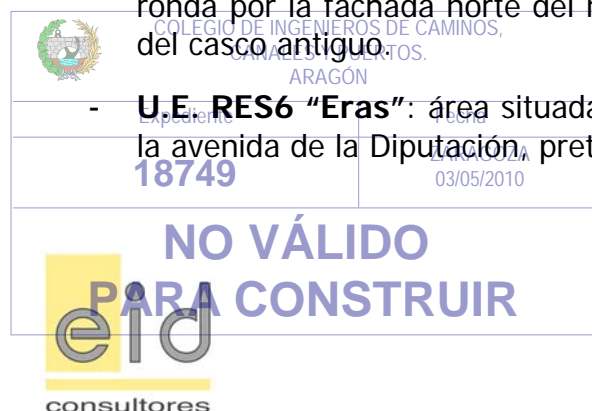 ronda por la fachada norte del
del casco antiguo.
COLEGIO DE INGENIEROS DE CAMINOS,
CANALES Y PUERTOS.
ARAGÓN
- U.E. RES6 “Eras”: área situada
la avenida de la Diputación, pret
Expediente
Fecha
18749
ZARAGOZA
03/05/2010
NO VÁLIDO
PARA CONSTRUIR
eid
consultores